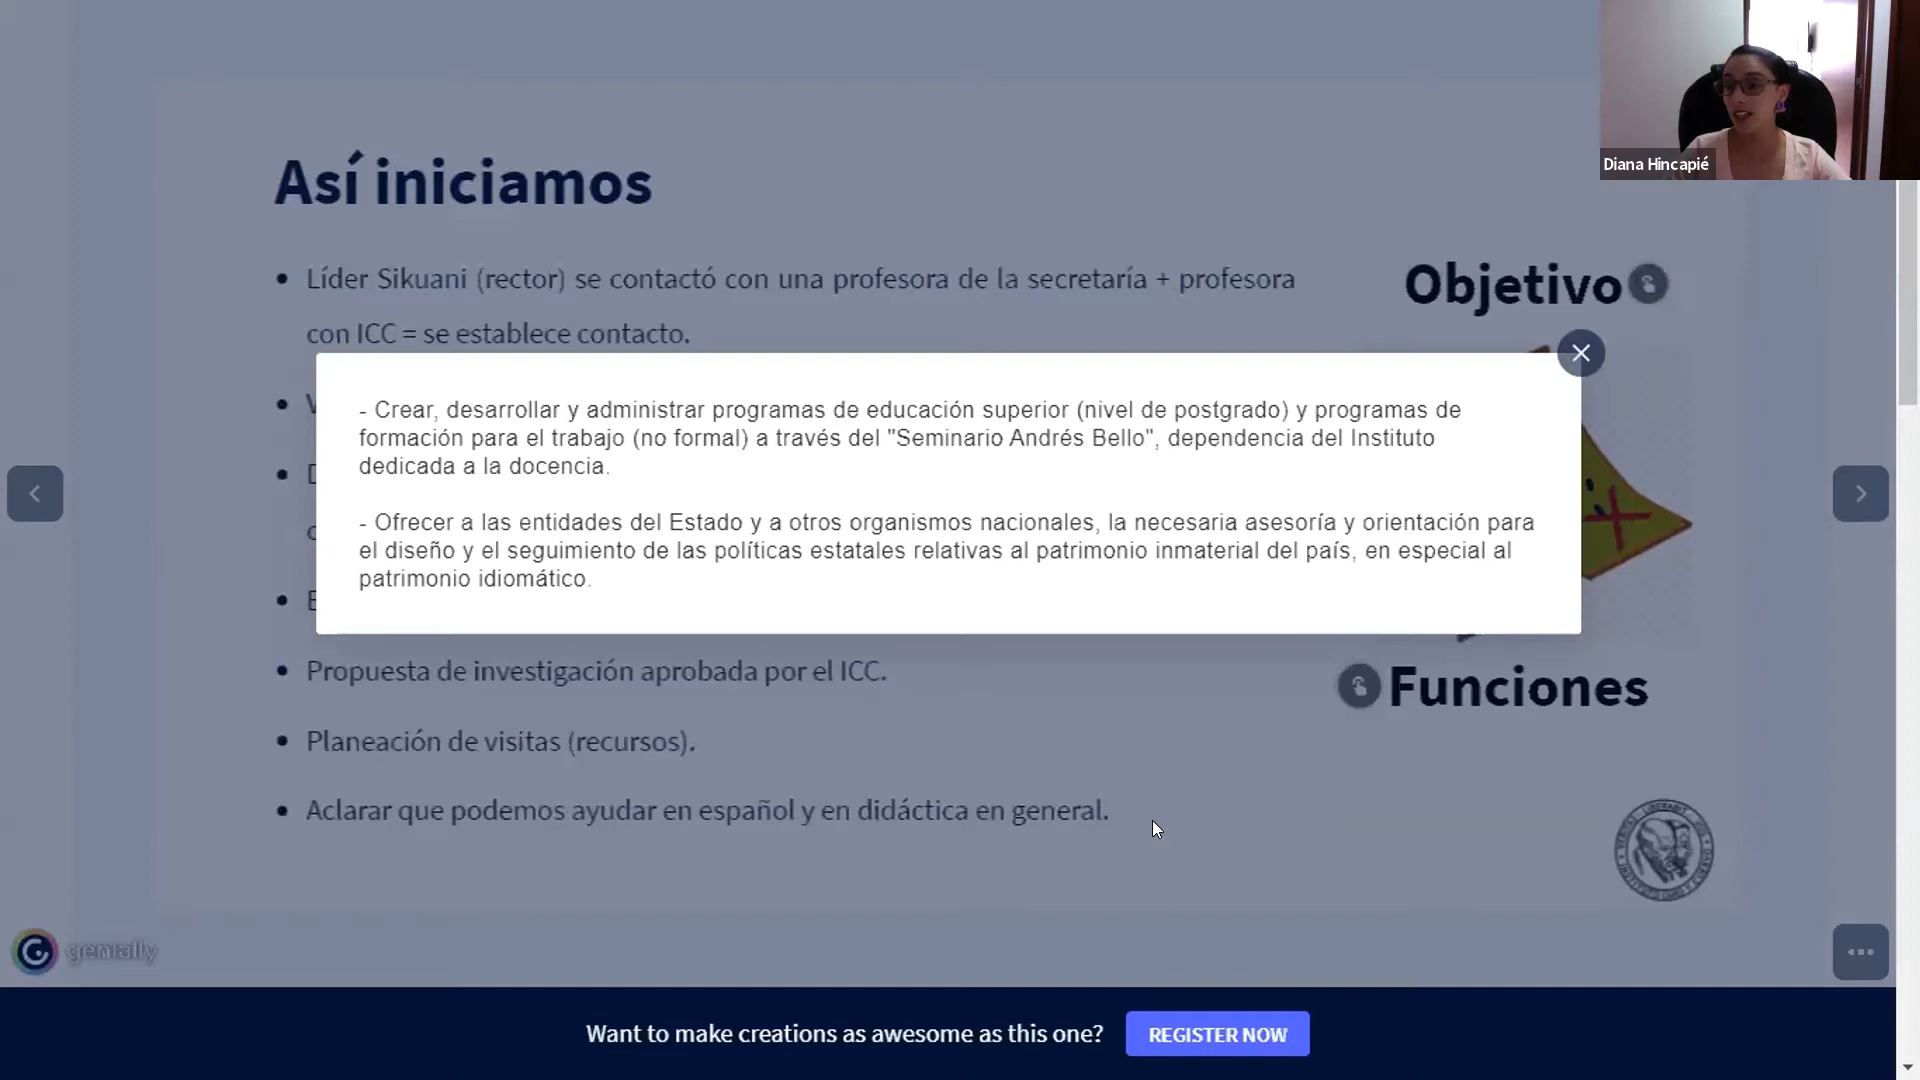 Diana Hincapié
Así iniciamos
Líder Sikuani (rector) se contactó con una profesora de la secretaría + profesora
con ICC = se establece contacto.
Objetivo
- Crear, desarrollar y administrar programas de educación superior (nivel de postgrado) y programas de
formación para el trabajo (no formal) a través del "Seminario Andrés Bello", dependencia del Instituto
dedicada a la docencia.
- Ofrecer a las entidades del Estado y a otros organismos nacionales, la necesaria asesoría y orientación para
el diseño y el seguimiento de las políticas estatales relativas al patrimonio inmaterial del país, en especial al
patrimonio idiomático.
Propuesta de investigación aprobada por el ICC.
Funciones
Planeación de visitas (recursos).
Aclarar que podemos ayudar en español y en didáctica en general.
genially
Want to make creations as awesome as this one?
REGISTER NOW